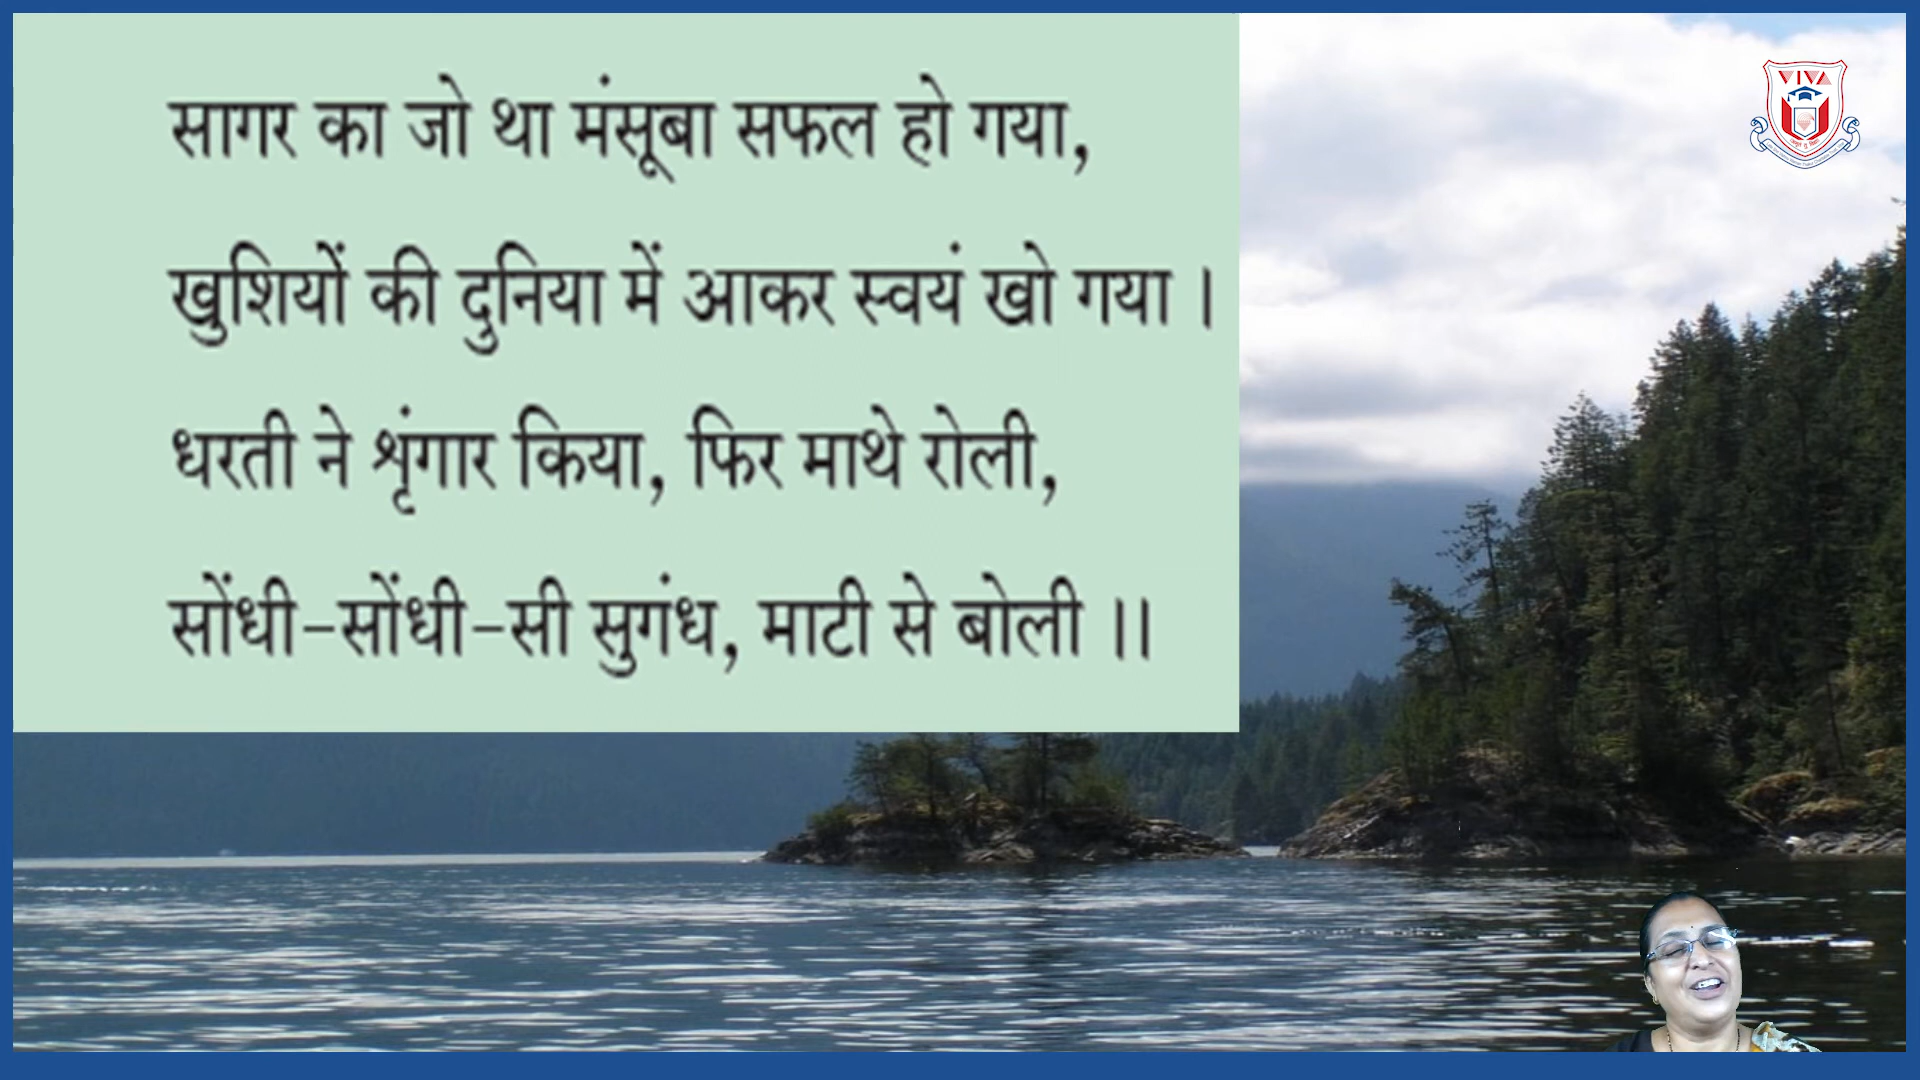 सागर का जो था मंसूबा सफल हो गया,
खुशियों की दुनिया में आकर स्वयं खो गया ।
धरती ने शृंगार किया, फिर माथे रोली,
सोंधी-सोंधी-सी सुगंध, माटी से बोली ।।
VIVA